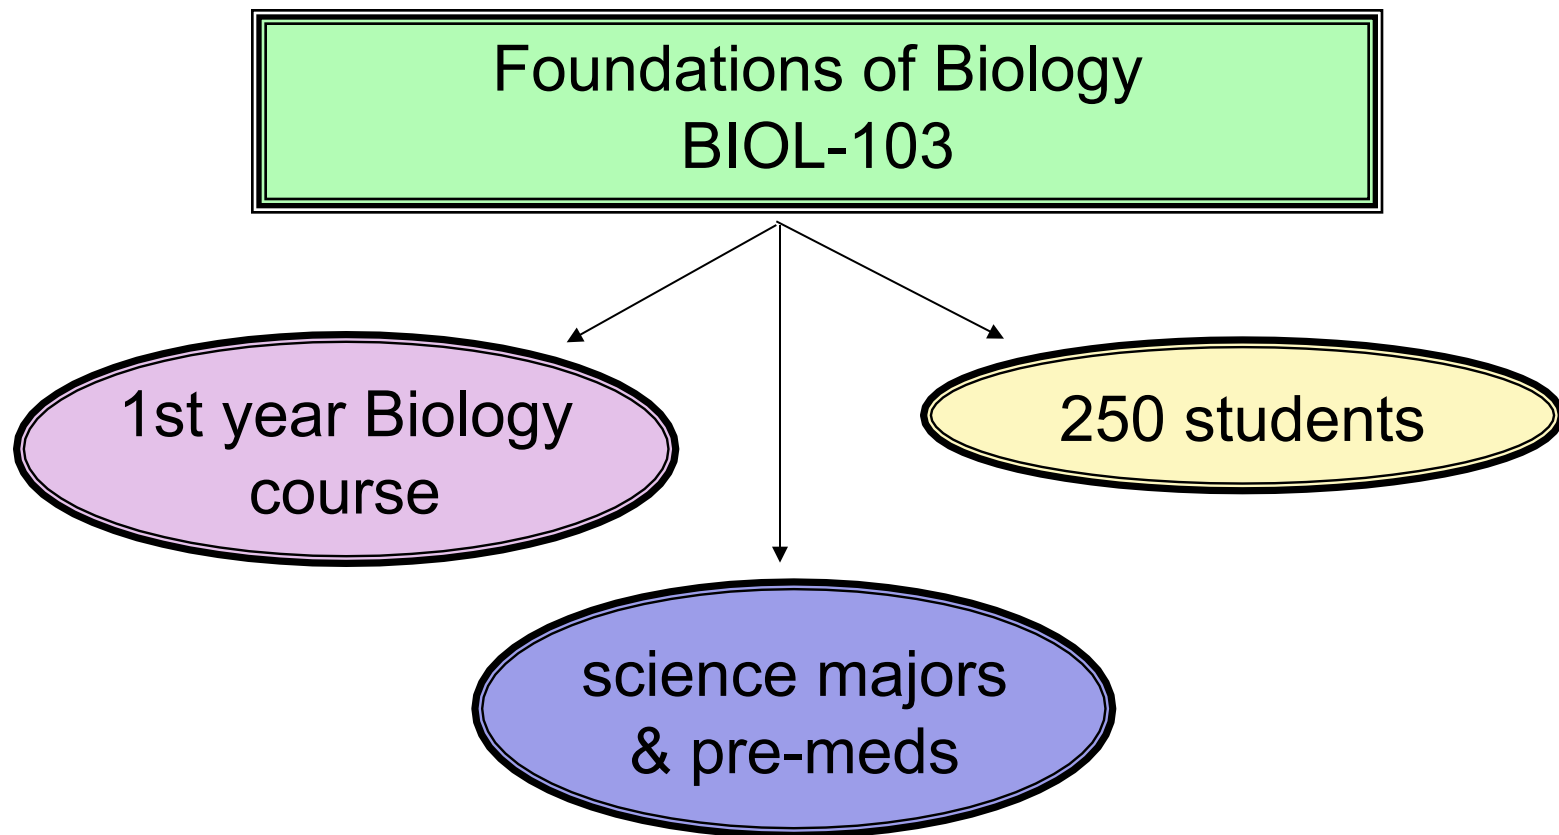 Foundations of Biology
BIOL-103
1st year Biology
course
250 students
science majors
& pre-meds